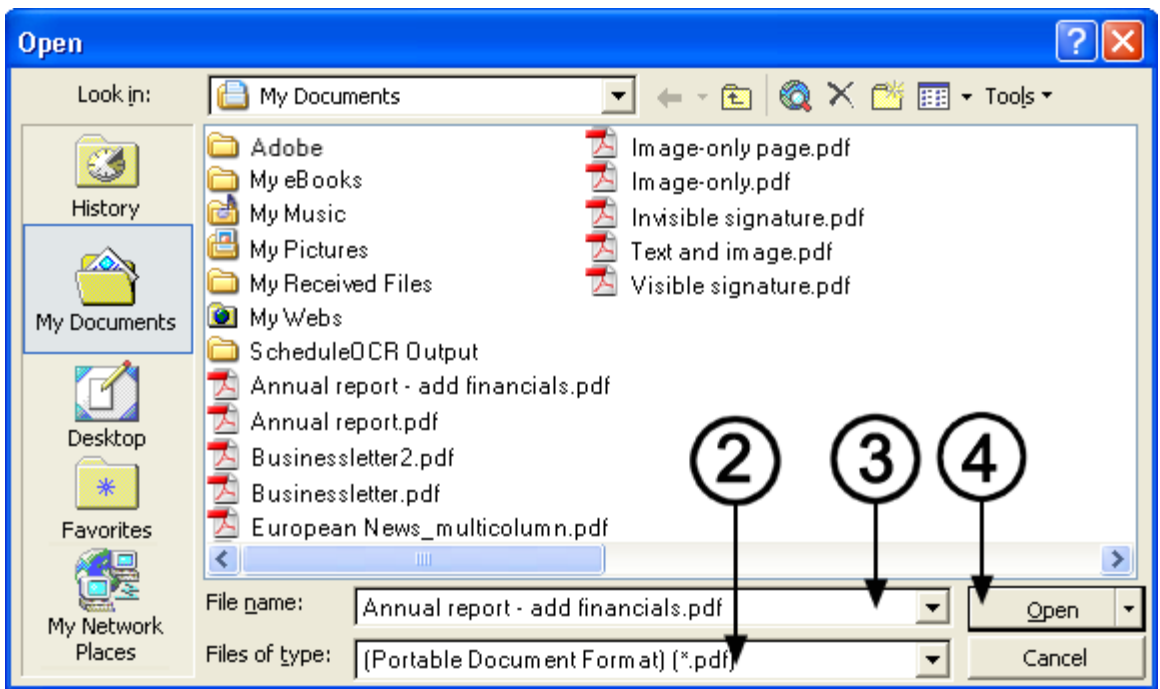 Open
Look in:
My Documents
Tools
History
My Documents
Desktop
Favorites
My Network
Places
Adobe
My eBooks
My Music
My Pictures
My Received Files
My Webs
ScheduleOCR Output
Annual report - add financials.pdf
Annual report.pdf
Businessletter2.pdf
Businessletter.pdf
European News_multicolumn.pdf
Image-only page.pdf
Image-only.pdf
Invisible signature.pdf
Text and image.pdf
Visible signature.pdf
2
3
4
File name:
Annual report - add financials.pdf
Open
Files of type:
(Portable Document Format) (*.pdf)
Cancel